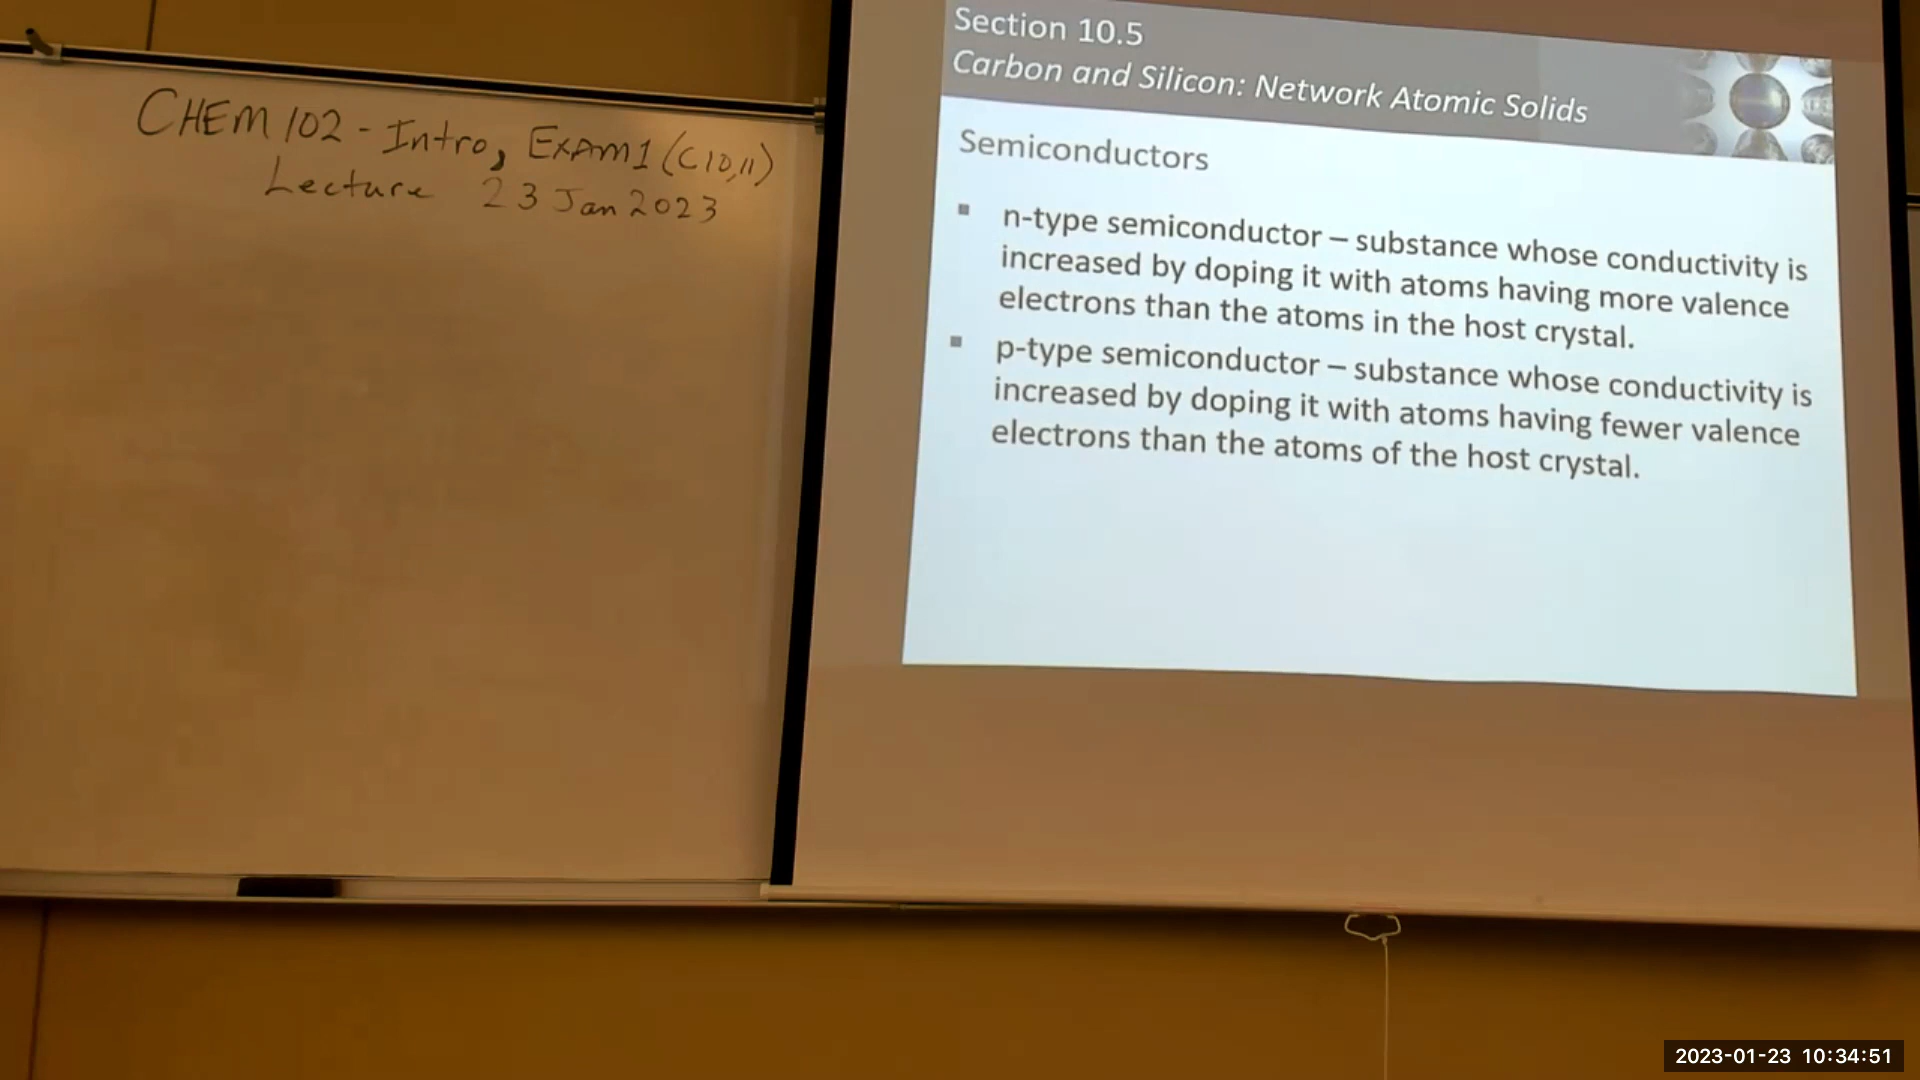 CHEM 102 - Intro, EXAM 1 (C10,11)
Lecture 23 Jan 2023
Section 10.5
Carbon and Silicon: Network Atomic Solids
Semiconductors
▪ n-type semiconductor – substance whose conductivity is
increased by doping it with atoms having more valence
electrons than the atoms in the host crystal.
▪ p-type semiconductor – substance whose conductivity is
increased by doping it with atoms having fewer valence
electrons than the atoms of the host crystal.
2023-01-23 10:34:51